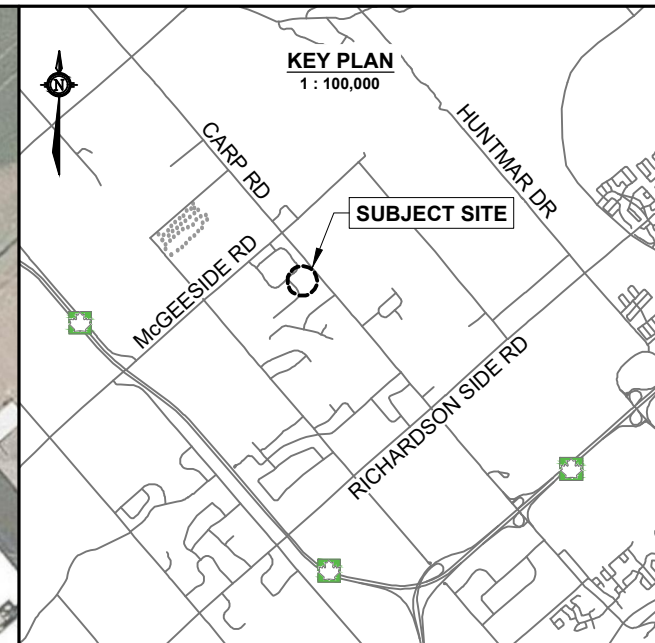 KEY PLAN
1 : 100,000
N
CARP RD
HUNTMAR DR
SUBJECT SITE
McGEESIDE RD
RICHARDSON SIDE RD